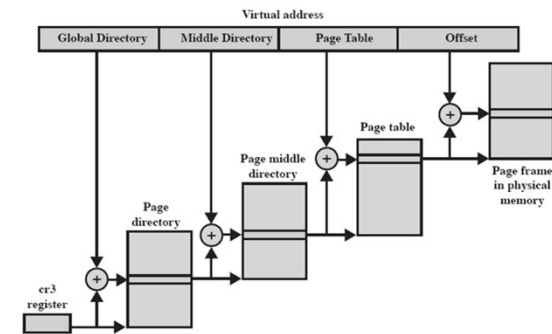 Virtual address
Global Directory
Middle Directory
Page Table
Offset
Page table
Page middle
directory
Page frame
in physical
memory
Page
directory
cr3
register
+
+
+
+